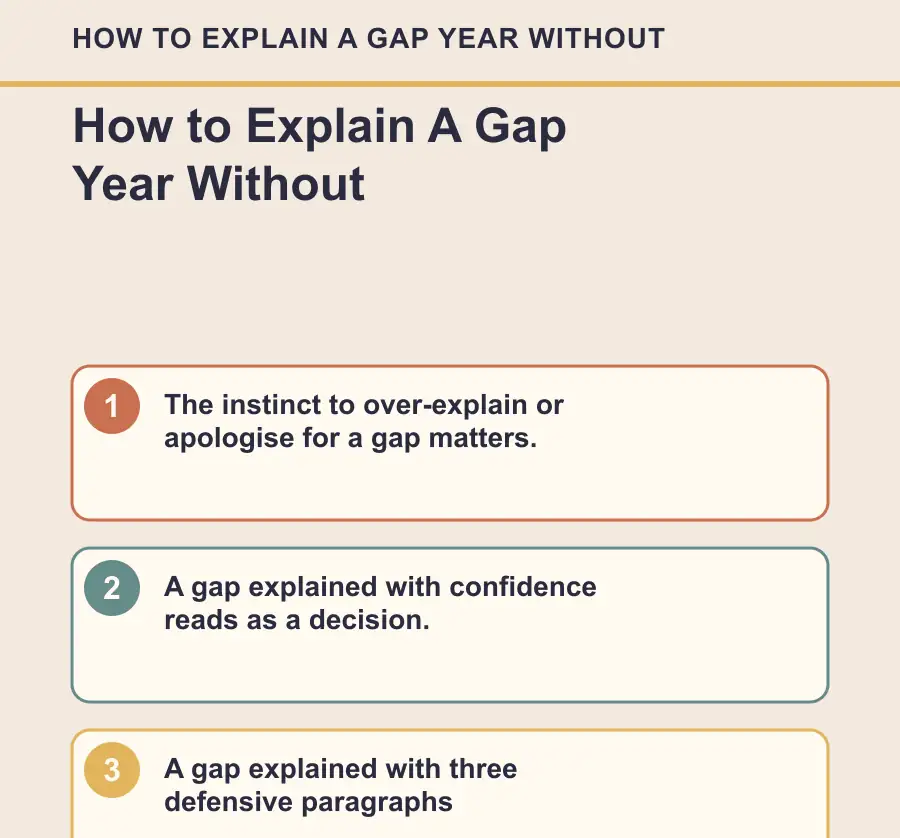 HOW TO EXPLAIN A GAP YEAR WITHOUT
How to Explain A Gap
Year Without
1
The instinct to over-explain or
apologise for a gap matters.
2
A gap explained with confidence
reads as a decision.
3
A gap explained with three
defensive paragraphs